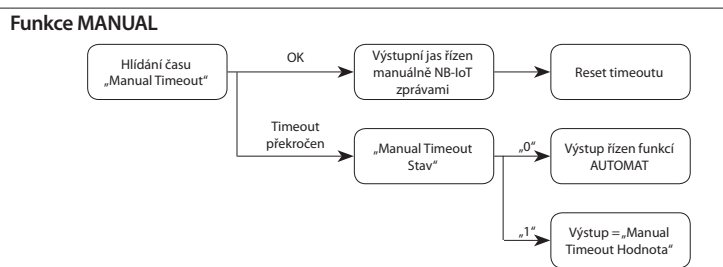 Funkce MANUAL
Hlídání času
„Manual Timeout“
OK
Výstupní jas řízen
manuálně NB-IoT
zprávami
Reset timeoutu
Timeout
překročen
„Manual Timeout
Stav“
„0“
Výstup řízen funkcí
AUTOMAT
„1“
Výstup = „Manual
Timeout Hodnota“